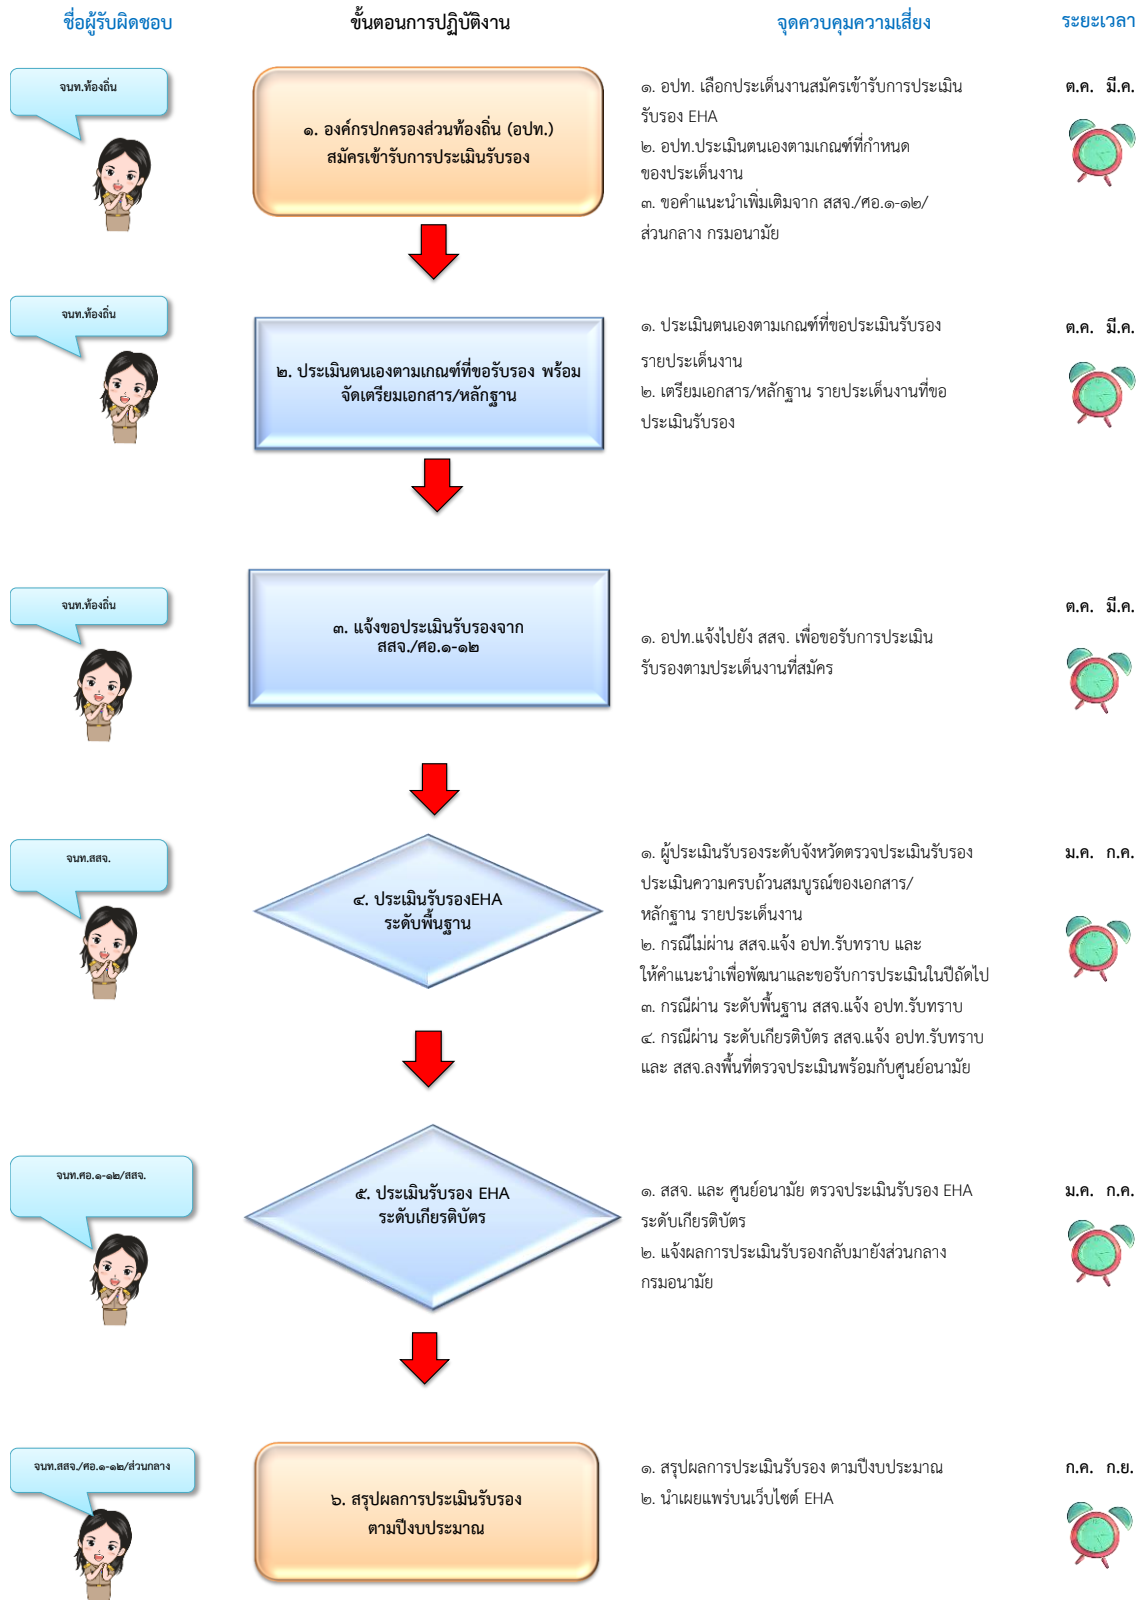 ชื่อผู้รับผิดชอบ
ขั้นตอนการปฏิบัติงาน
จุดควบคุมความเสี่ยง
ระยะเวลา
จนท.ท้องถิ่น
๑. องค์กรปกครองส่วนท้องถิ่น (อปท.)
สมัครเข้ารับการประเมินรับรอง
๑. อปท. เลือกประเด็นงานสมัครเข้ารับการประเมิน
รับรอง EHA
๒. อปท.ประเมินตนเองตามเกณฑ์ที่กำหนด
ของประเด็นงาน
๓. ขอคำแนะนำเพิ่มเติมจาก สสจ./ศอ.๑-๑๒/
ส่วนกลาง กรมอนามัย
ต.ค. มี.ค.
จนท.ท้องถิ่น
๒. ประเมินตนเองตามเกณฑ์ที่ขอรับรอง พร้อม
จัดเตรียมเอกสาร/หลักฐาน
๑. ประเมินตนเองตามเกณฑ์ที่ขอประเมินรับรอง
รายประเด็นงาน
๒. เตรียมเอกสาร/หลักฐาน รายประเด็นงานที่ขอ
ประเมินรับรอง
ต.ค. มี.ค.
จนท.ท้องถิ่น
๓. แจ้งขอประเมินรับรองจาก
สสจ./ศอ.๑-๑๒
๑. อปท.แจ้งไปยัง สสจ. เพื่อขอรับการประเมิน
รับรองตามประเด็นงานที่สมัคร
ต.ค. มี.ค.
จนท.สสจ.
๔. ประเมินรับรองEHA
ระดับพื้นฐาน
๑. ผู้ประเมินรับรองระดับจังหวัดตรวจประเมินรับรอง
ประเมินความครบถ้วนสมบูรณ์ของเอกสาร/
หลักฐาน รายประเด็นงาน
๒. กรณีไม่ผ่าน สสจ.แจ้ง อปท.รับทราบ และ
ให้คำแนะนำเพื่อพัฒนาและขอรับการประเมินในปีถัดไป
๓. กรณีผ่าน ระดับพื้นฐาน สสจ.แจ้ง อปท.รับทราบ
๔. กรณีผ่าน ระดับเกียรติบัตร สสจ.แจ้ง อปท.รับทราบ
และ สสจ.ลงพื้นที่ตรวจประเมินพร้อมกับศูนย์อนามัย
ม.ค. ก.ค.
จนท.ศอ.๑-๑๒/สสจ.
๕. ประเมินรับรอง EHA
ระดับเกียรติบัตร
๑. สสจ. และ ศูนย์อนามัย ตรวจประเมินรับรอง EHA
ระดับเกียรติบัตร
๒. แจ้งผลการประเมินรับรองกลับมายังส่วนกลาง
กรมอนามัย
ม.ค. ก.ค.
จนท.สสจ./ศอ.๑-๑๒/ส่วนกลาง
๖. สรุปผลการประเมินรับรอง
ตามปีงบประมาณ
๑. สรุปผลการประเมินรับรอง ตามปีงบประมาณ
๒. นำเผยแพร่บนเว็บไซต์ EHA
ก.ค. ก.ย.